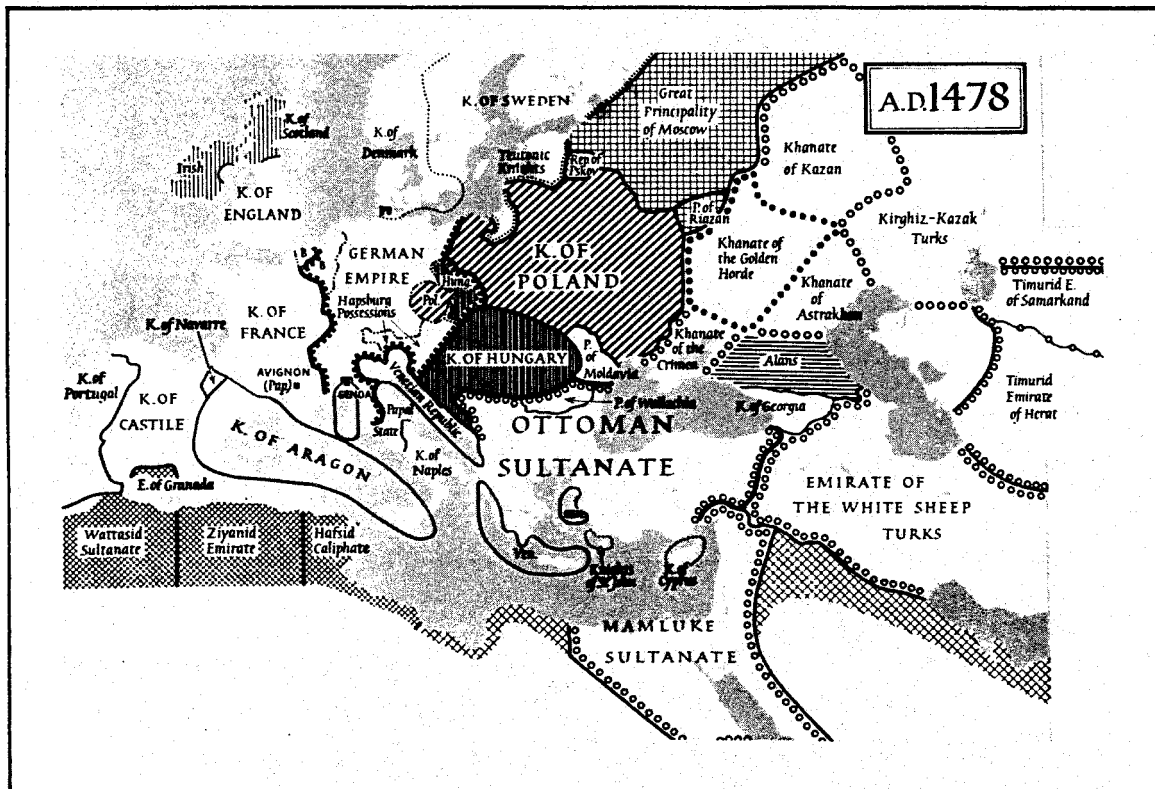 A.D.1478
K. OF SWEDEN
Great
Principality
of Moscow
K. of
Scotland
Irish
K. OF
ENGLAND
K. of
Denmark
Teutonic
Knights
Rep of
Pskov
Khanate
of Kazan
P. of
Riazan
Kirghiz-Kazak
Turks
GERMAN
EMPIRE
K. OF
POLAND
Khanate of
the Golden
Horde
Khanate
of
Astrakhan
Timurid E.
of Samarkand
Hung.
Pol.
Hapsburg
Possessions
K. of Navarre
K. OF
FRANCE
K. OF HUNGARY
P.
of
Moldavia
Khanate
of the
Crimea
Alans
Timurid
Emirate
of Herat
AVIGNON
(Pap)
K. of
Portugal
K. OF
CASTILE
GENOA
Venetian Republic
Papal
State
P. of Wallachia
K. of Georgia
K. OF ARAGON
K. of
Naples
OTTOMAN
SULTANATE
E. of Granada
EMIRATE OF
THE WHITE SHEEP
TURKS
Wattasid
Sultanate
Ziyanid
Emirate
Hafsid
Caliphate
Ven.
Knights
of St John
K. of
Cyprus
MAMLUKE
SULTANATE